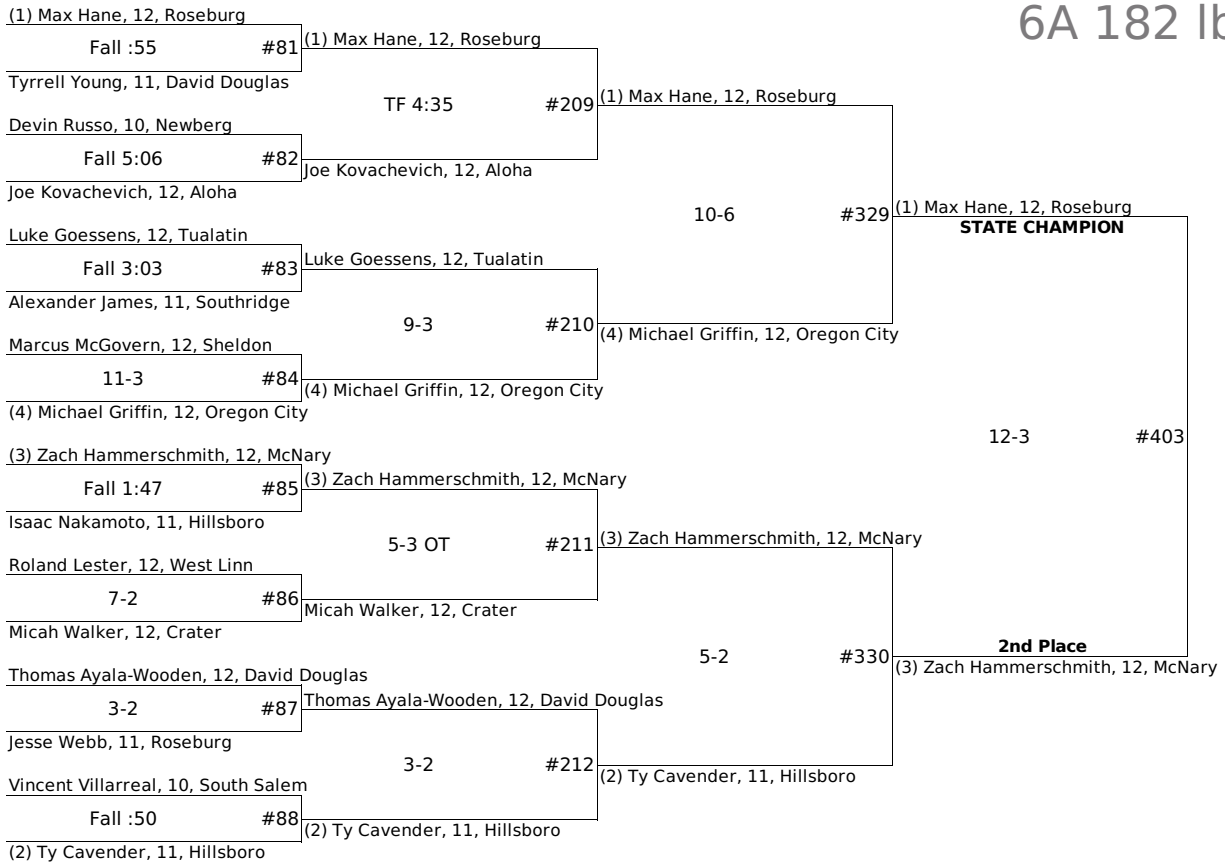 6A 182 lb
(1) Max Hane, 12, Roseburg
Fall :55 #81
Tyrrell Young, 11, David Douglas
Devin Russo, 10, Newberg
Fall 5:06 #82
Joe Kovachevich, 12, Aloha
Luke Goessens, 12, Tualatin
Fall 3:03 #83
Alexander James, 11, Southridge
Marcus McGovern, 12, Sheldon
11-3 #84
(4) Michael Griffin, 12, Oregon City
(3) Zach Hammerschmith, 12, McNary
Fall 1:47 #85
Isaac Nakamoto, 11, Hillsboro
Roland Lester, 12, West Linn
7-2 #86
Micah Walker, 12, Crater
Thomas Ayala-Wooden, 12, David Douglas
3-2 #87
Jesse Webb, 11, Roseburg
Vincent Villarreal, 10, South Salem
Fall :50 #88
(2) Ty Cavender, 11, Hillsboro
(1) Max Hane, 12, Roseburg
TF 4:35 #209
Joe Kovachevich, 12, Aloha
Luke Goessens, 12, Tualatin
9-3 #210
(4) Michael Griffin, 12, Oregon City
(3) Zach Hammerschmith, 12, McNary
5-3 OT #211
Micah Walker, 12, Crater
Thomas Ayala-Wooden, 12, David Douglas
3-2 #212
(2) Ty Cavender, 11, Hillsboro
(1) Max Hane, 12, Roseburg
10-6 #329
(4) Michael Griffin, 12, Oregon City
(3) Zach Hammerschmith, 12, McNary
5-2 #330
(2) Ty Cavender, 11, Hillsboro
(1) Max Hane, 12, Roseburg
STATE CHAMPION
12-3 #403
2nd Place
(3) Zach Hammerschmith, 12, McNary